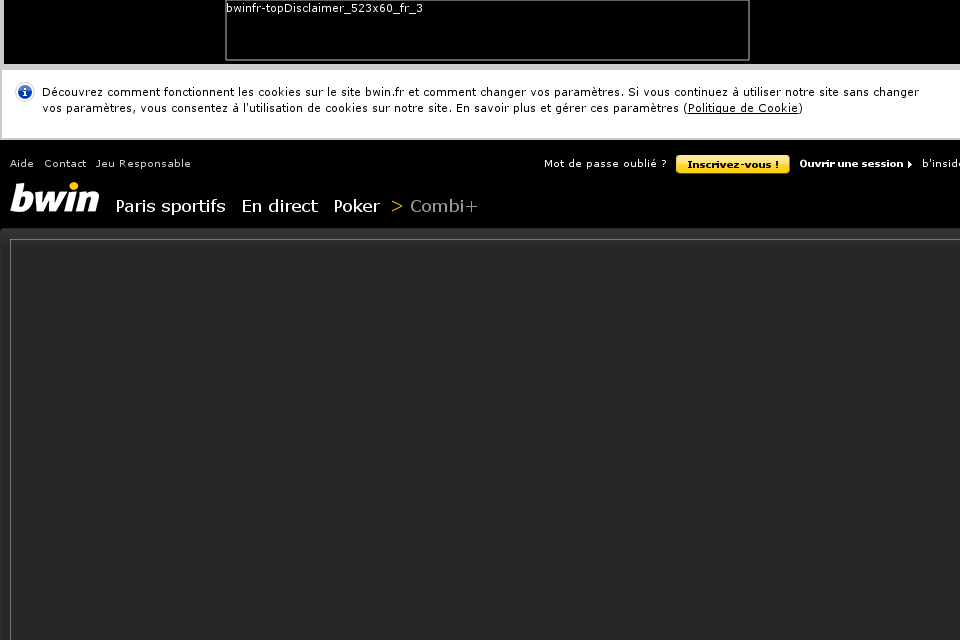 bwinfr-topDisclaimer_523x60_fr_3
Découvrez comment fonctionnent les cookies sur le site bwin.fr et comment changer vos paramètres. Si vous continuez à utiliser notre site sans changer
vos paramètres, vous consentez à l'utilisation de cookies sur notre site. En savoir plus et gérer ces paramètres (Politique de Cookie)
Aide Contact Jeu Responsable Mot de passe oublié ? Inscrivez-vous ! Ouvrir une session b'insid
bwin Paris sportifs En direct Poker > Combi+